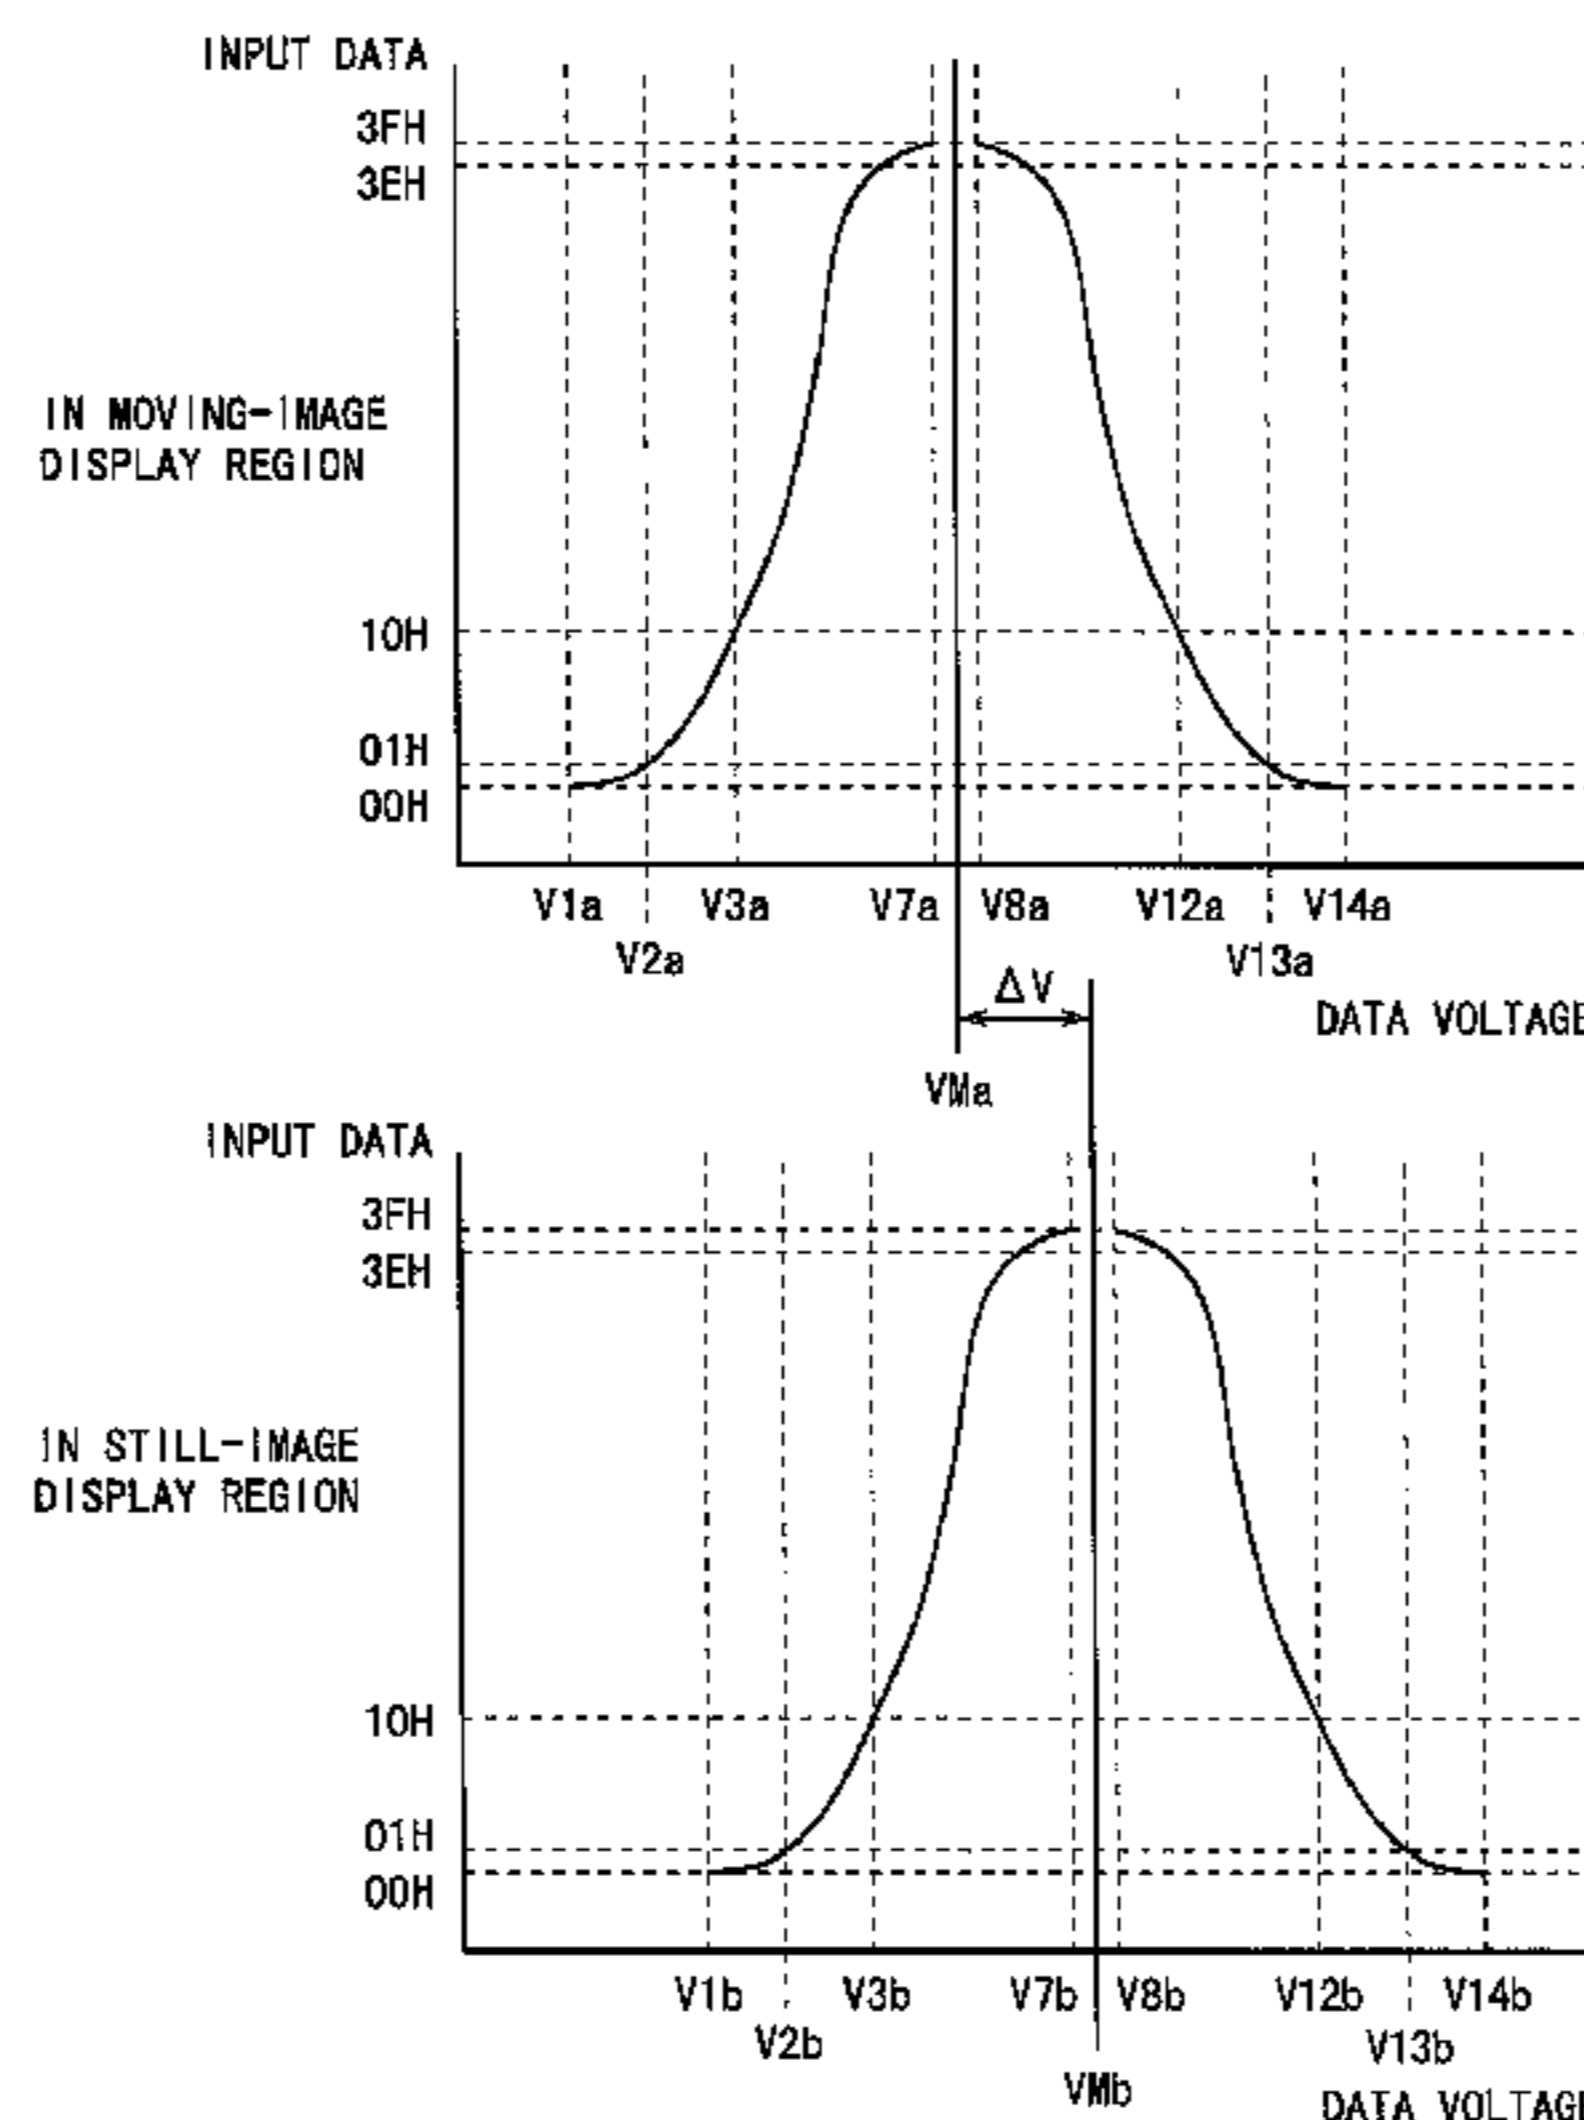 INPUT DATA
3FH
3EH
IN MOVING-IMAGE
DISPLAY REGION
10H
01H
00H
V1a V3a V7a V8a V12a V14a
V2a V13a
ΔV
DATA VOLTAGE
VMa
INPUT DATA
3FH
3EH
IN STILL-IMAGE
DISPLAY REGION
10H
01H
00H
V1b V3b V7b V8b V12b V14b
V2b V13b
VMb
DATA VOLTAGE